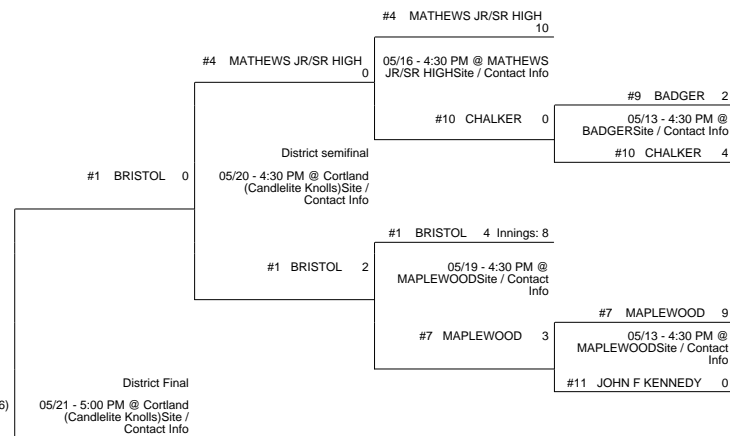 #4 MATHEWS JR/SR HIGH
10
#4 MATHEWS JR/SR HIGH
0
05/16 - 4:30 PM @ MATHEWS
JR/SR HIGHSite / Contact Info
#9 BADGER 2
#10 CHALKER 0
05/13 - 4:30 PM @
BADGERSite / Contact Info
#10 CHALKER 4
District semifinal
#1 BRISTOL 0
05/20 - 4:30 PM @ Cortland
(Candlelite Knolls)Site /
Contact Info
#1 BRISTOL 4 Innings: 8
#1 BRISTOL 2
05/19 - 4:30 PM @
MAPLEWOODSite / Contact
Info
#7 MAPLEWOOD 9
#7 MAPLEWOOD 3
05/13 - 4:30 PM @
MAPLEWOODSite / Contact
Info
#11 JOHN F KENNEDY 0
District Final
6)
05/21 - 5:00 PM @ Cortland
(Candlelite Knolls)Site /
Contact Info